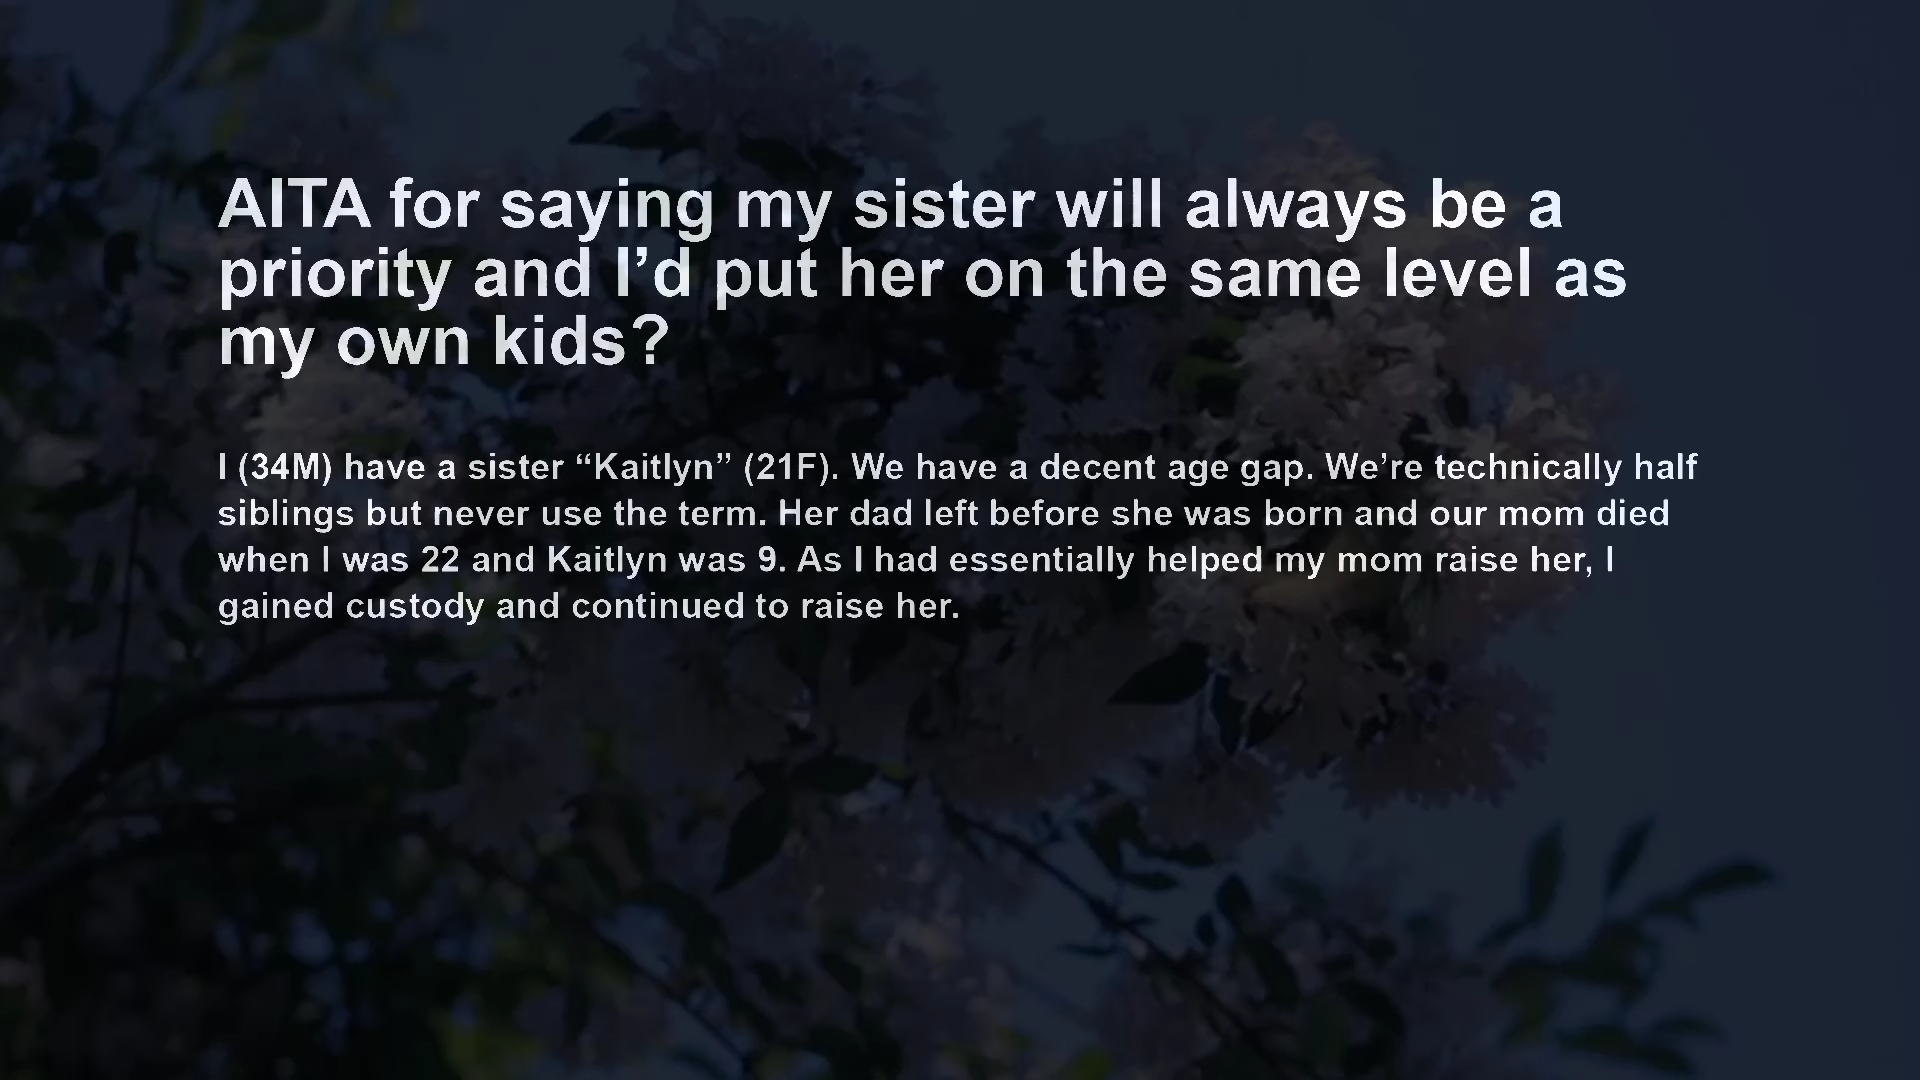 AITA for saying my sister will always be a
priority and I’d put her on the same level as
my own kids?
I (34M) have a sister “Kaitlyn” (21F). We have a decent age gap. We’re technically half
siblings but never use the term. Her dad left before she was born and our mom died
when I was 22 and Kaitlyn was 9. As I had essentially helped my mom raise her, I
gained custody and continued to raise her.